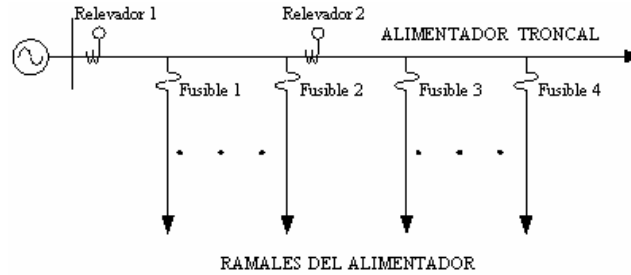 Relevador 1
Relevador 2
ALIMENTADOR TRONCAL
Fusible 1
Fusible 2
Fusible 3
Fusible 4
RAMALES DEL ALIMENTADOR